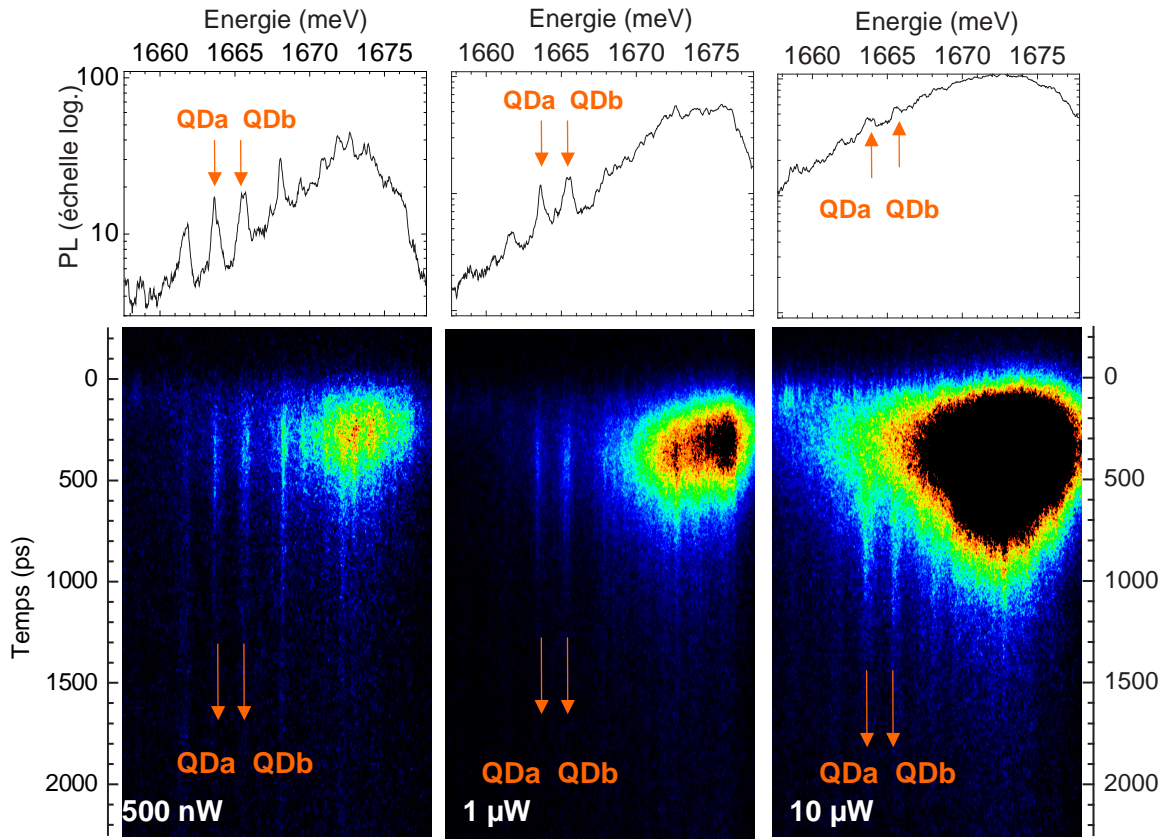 Energie (meV) Energie (meV) Energie (meV)
1660 1665 1670 1675 1660 1665 1670 1675 1660 1665 1670 1675
100
10
PL (échelle log.)
QDa QDb
QDa QDb
QDa QDb
0
500
1000
1500
2000
Temps (ps)
QDa QDb
500 nW
QDa QDb
1 µW
QDa QDb
10 µW
0
500
1000
1500
2000